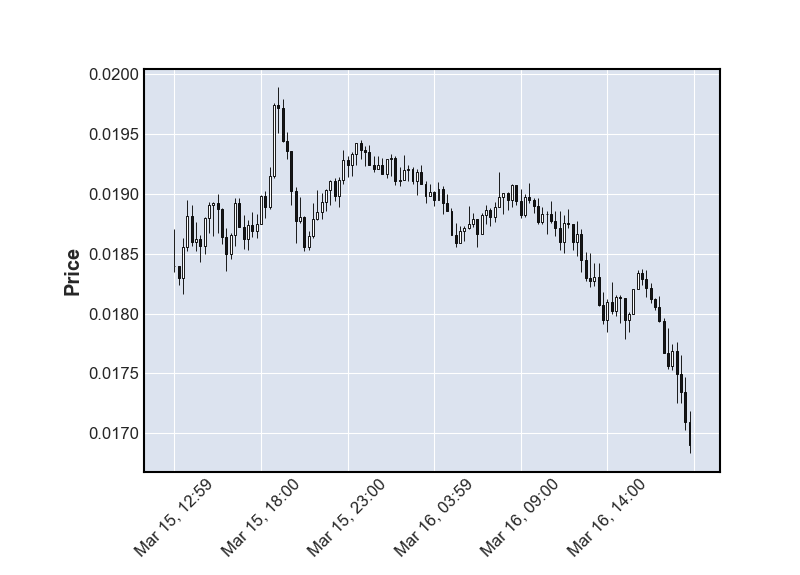 0.0200
0.0195
0.0190
0.0185
0.0180
0.0175
0.0170
Price
Mar 15, 12:59
Mar 15, 18:00
Mar 15, 23:00
Mar 16, 03:59
Mar 16, 09:00
Mar 16, 14:00